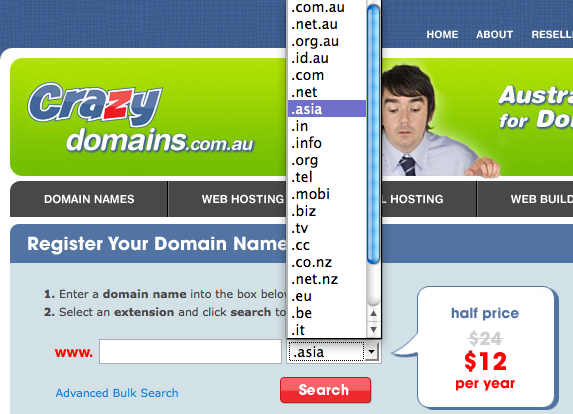 HOME ABOUT RESELL
Crazy
domains.com.au
Austra
for Do
DOMAIN NAMES WEB HOSTING L HOSTING WEB BUILD
Register Your Domain Name
1. Enter a domain name into the box below
2. Select an extension and click search to
www.
.asia
Advanced Bulk Search
Search
half price
$24
$12
per year
.com.au
.net.au
.org.au
.id.au
.com
.net
.asia
.in
.info
.org
.tel
.mobi
.biz
.tv
.cc
.co.nz
.net.nz
.eu
.be
.it